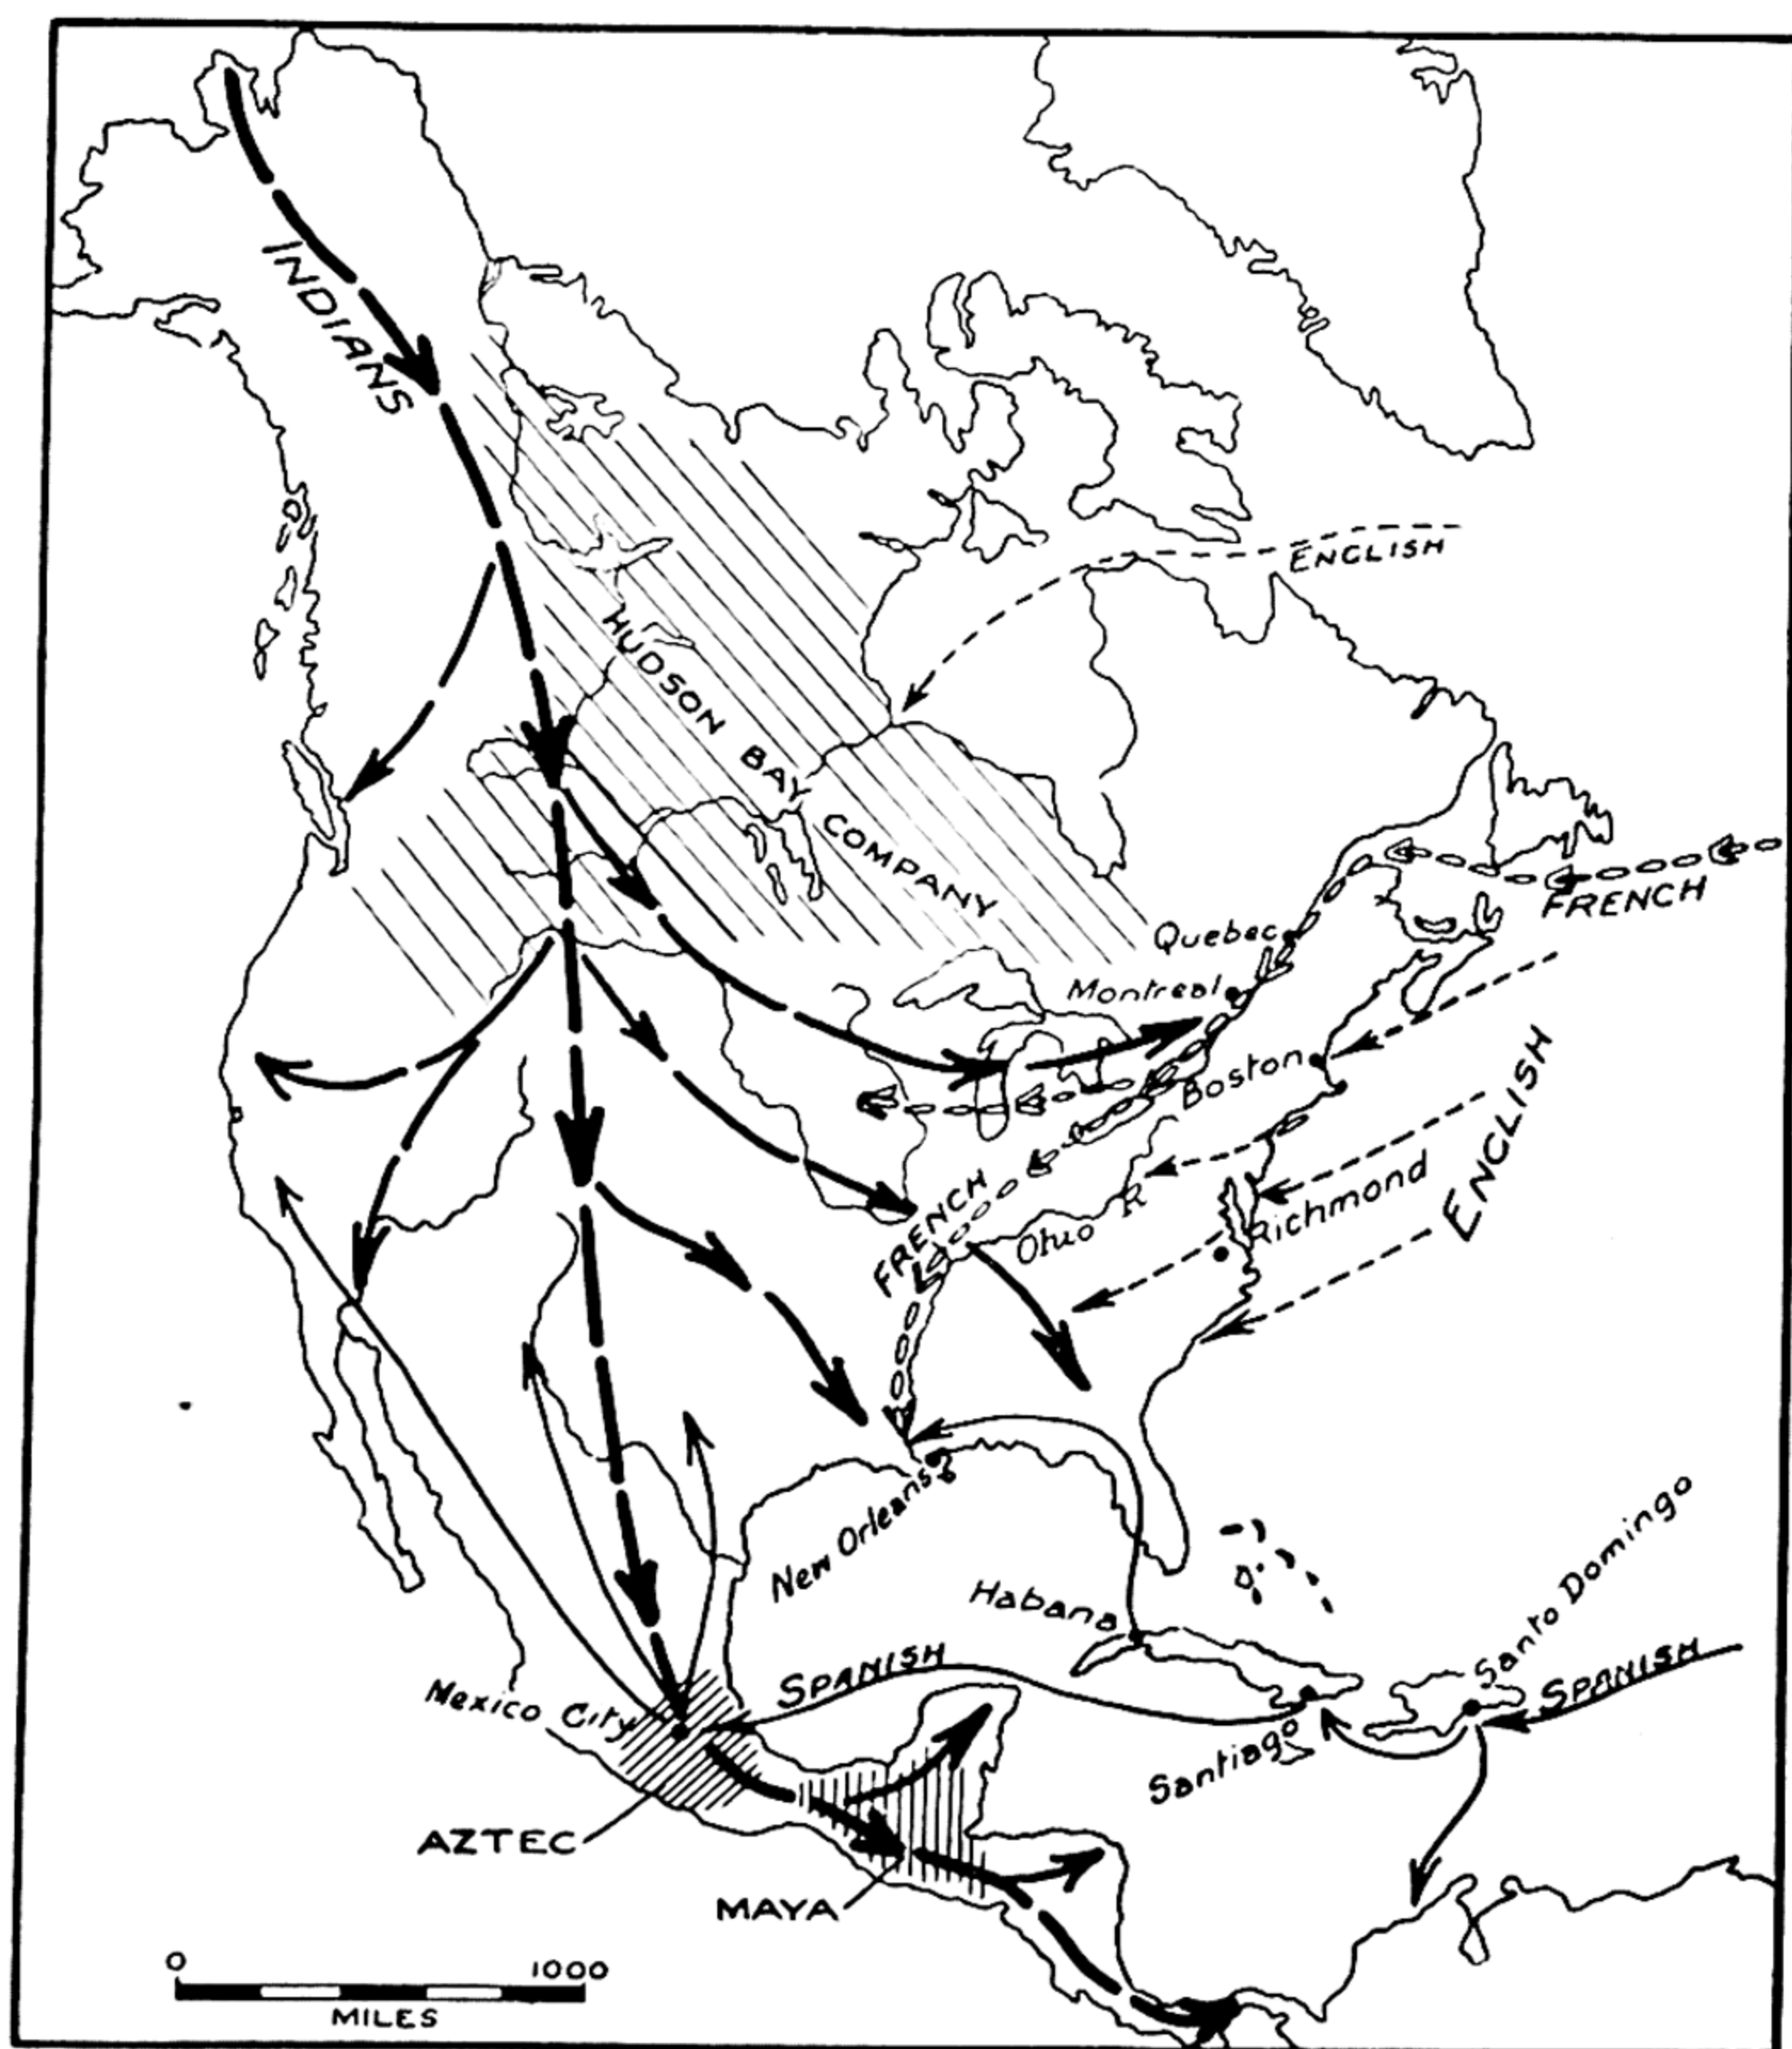 INDIANS
ENGLISH
HUDSON BAY COMPANY
FRENCH
Quebec
Montreal
Boston
ENGLISH
Richmond
FRENCH
Ohio R
New Orleans
Santo Domingo
Habana
SPANISH
SPANISH
Mexico City
Santiago
AZTEC
MAYA
0 1000
MILES